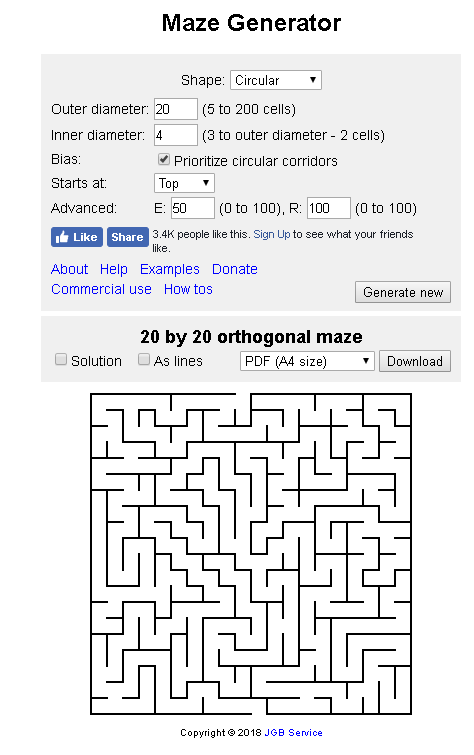 Maze Generator
Shape: Circular
Outer diameter: 20 (5 to 200 cells)
Inner diameter: 4 (3 to outer diameter - 2 cells)
Bias: Prioritize circular corridors
Starts at: Top
Advanced: E: 50 (0 to 100), R: 100 (0 to 100)
Like Share 3.4K people like this. Sign Up to see what your friends
like.
About Help Examples Donate
Commercial use How tos Generate new
20 by 20 orthogonal maze
Solution As lines PDF (A4 size) Download
Copyright © 2018 JGB Service